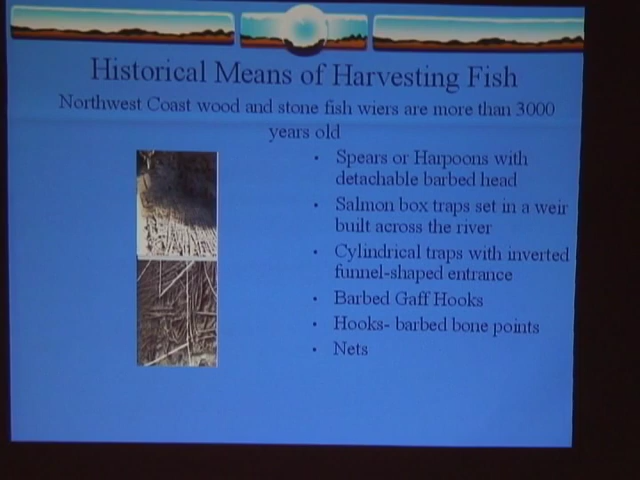 Historical Means of Harvesting Fish
Northwest Coast wood and stone fish wiers are more than 3000
years old
• Spears or Harpoons with
detachable barbed head
• Salmon box traps set in a weir
built across the river
• Cylindrical traps with inverted
funnel-shaped entrance
• Barbed Gaff Hooks
• Hooks- barbed bone points
• Nets